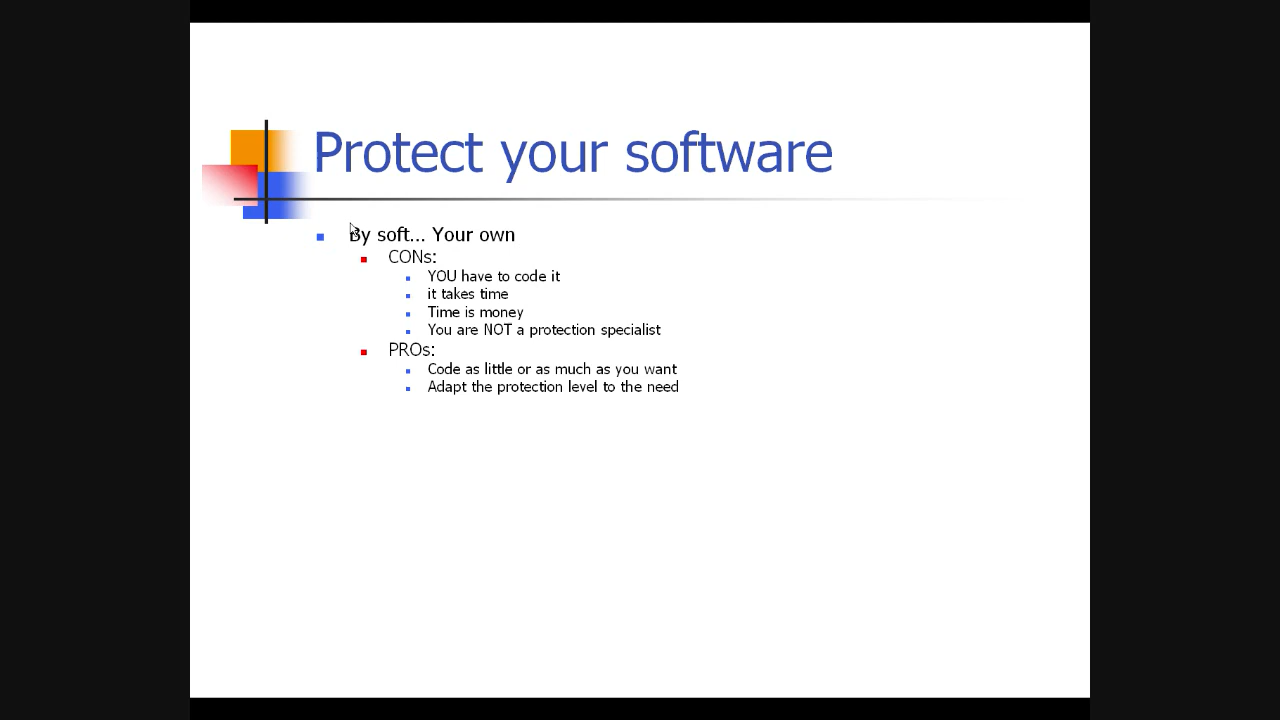 Protect your software
By soft... Your own
CONs:
YOU have to code it
it takes time
Time is money
You are NOT a protection specialist
PROs:
Code as little or as much as you want
Adapt the protection level to the need